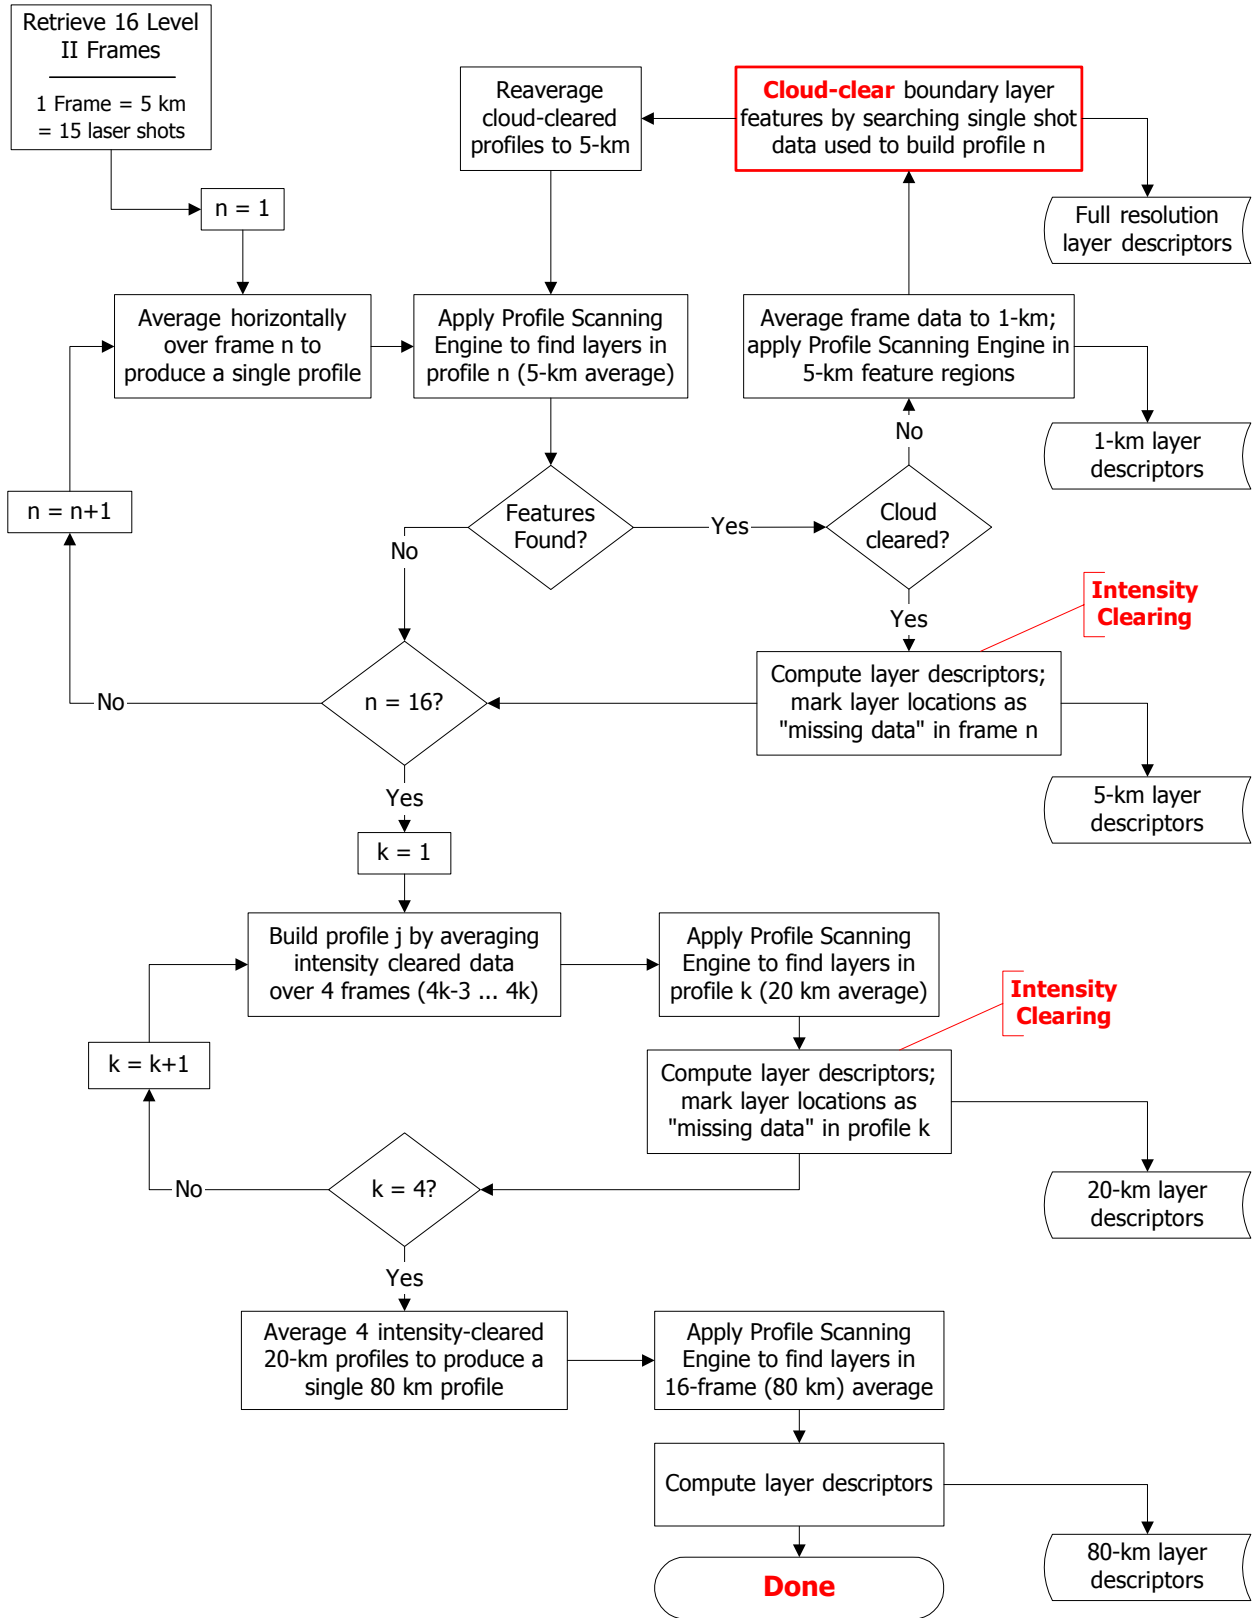 Retrieve 16 Level
II Frames
1 Frame = 5 km
= 15 laser shots
n = 1
Average horizontally
over frame n to
produce a single profile
n = n+1
Reaverage
cloud-cleared
profiles to 5-km
Cloud-clear boundary layer
features by searching single shot
data used to build profile n
Full resolution
layer descriptors
Apply Profile Scanning
Engine to find layers in
profile n (5-km average)
Average frame data to 1-km;
apply Profile Scanning Engine in
5-km feature regions
1-km layer
descriptors
No
Features
Found?
Yes
Cloud
cleared?
No
Yes
Intensity
Clearing
Compute layer descriptors;
mark layer locations as
"missing data" in frame n
5-km layer
descriptors
n = 16?
No
Yes
k = 1
Build profile j by averaging
intensity cleared data
over 4 frames (4k-3 ... 4k)
Apply Profile Scanning
Engine to find layers in
profile k (20 km average)
Intensity
Clearing
k = k+1
Compute layer descriptors;
mark layer locations as
"missing data" in profile k
20-km layer
descriptors
k = 4?
No
Yes
Average 4 intensity-cleared
20-km profiles to produce a
single 80 km profile
Apply Profile Scanning
Engine to find layers in
16-frame (80 km) average
Compute layer descriptors
80-km layer
descriptors
Done